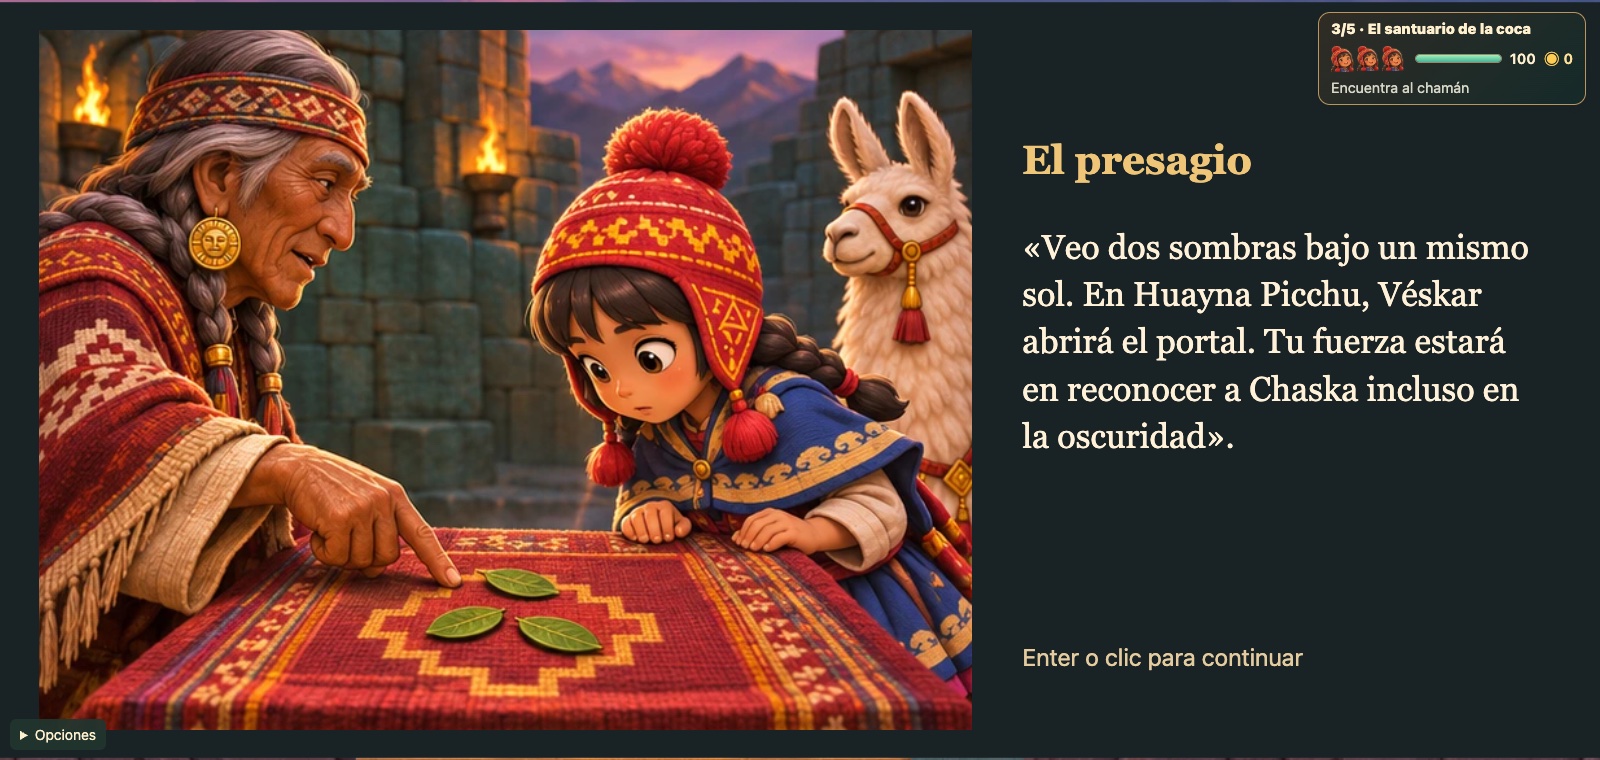 3/5 · El santuario de la coca
100 0
Encuentra al chamán
El presagio
«Veo dos sombras bajo un mismo
sol. En Huayna Picchu, Véskar
abrirá el portal. Tu fuerza estará
en reconocer a Chaska incluso en
la oscuridad».
Enter o clic para continuar
Opciones